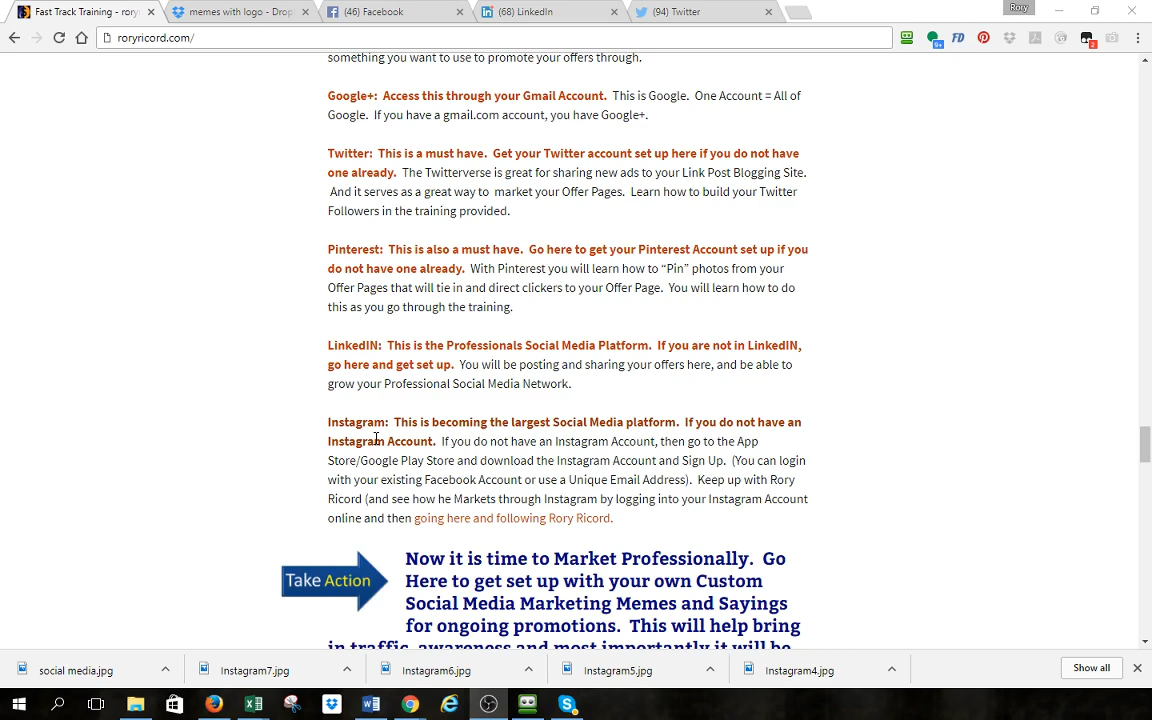 Fast Track Training - rory
memes with logo - Drop
(46) Facebook
(68) LinkedIn
(94) Twitter
Rory
roryricord.com/
something you want to use to promote your offers through.
Google+: Access this through your Gmail Account. This is Google. One Account = All of
Google. If you have a gmail.com account, you have Google+.
Twitter: This is a must have. Get your Twitter account set up here if you do not have
one already. The Twitterverse is great for sharing new ads to your Link Post Blogging Site.
And it serves as a great way to market your Offer Pages. Learn how to build your Twitter
Followers in the training provided.
Pinterest: This is also a must have. Go here to get your Pinterest Account set up if you
do not have one already. With Pinterest you will learn how to “Pin” photos from your
Offer Pages that will tie in and direct clickers to your Offer Page. You will learn how to do
this as you go through the training.
LinkedIN: This is the Professionals Social Media Platform. If you are not in LinkedIN,
go here and get set up. You will be posting and sharing your offers here, and be able to
grow your Professional Social Media Network.
Instagram: This is becoming the largest Social Media platform. If you do not have an
Instagram Account. If you do not have an Instagram Account, then go to the App
Store/Google Play Store and download the Instagram Account and Sign Up. (You can login
with your existing Facebook Account or use a Unique Email Address). Keep up with Rory
Ricord (and see how he Markets through Instagram by logging into your Instagram Account
online and then going here and following Rory Ricord.
Take Action
Now it is time to Market Professionally. Go
Here to get set up with your own Custom
Social Media Marketing Memes and Sayings
for ongoing promotions. This will help bring
in traffic, awareness and most importantly it will be
social media.jpg
Instagram7.jpg
Instagram6.jpg
Instagram5.jpg
Instagram4.jpg
Show all